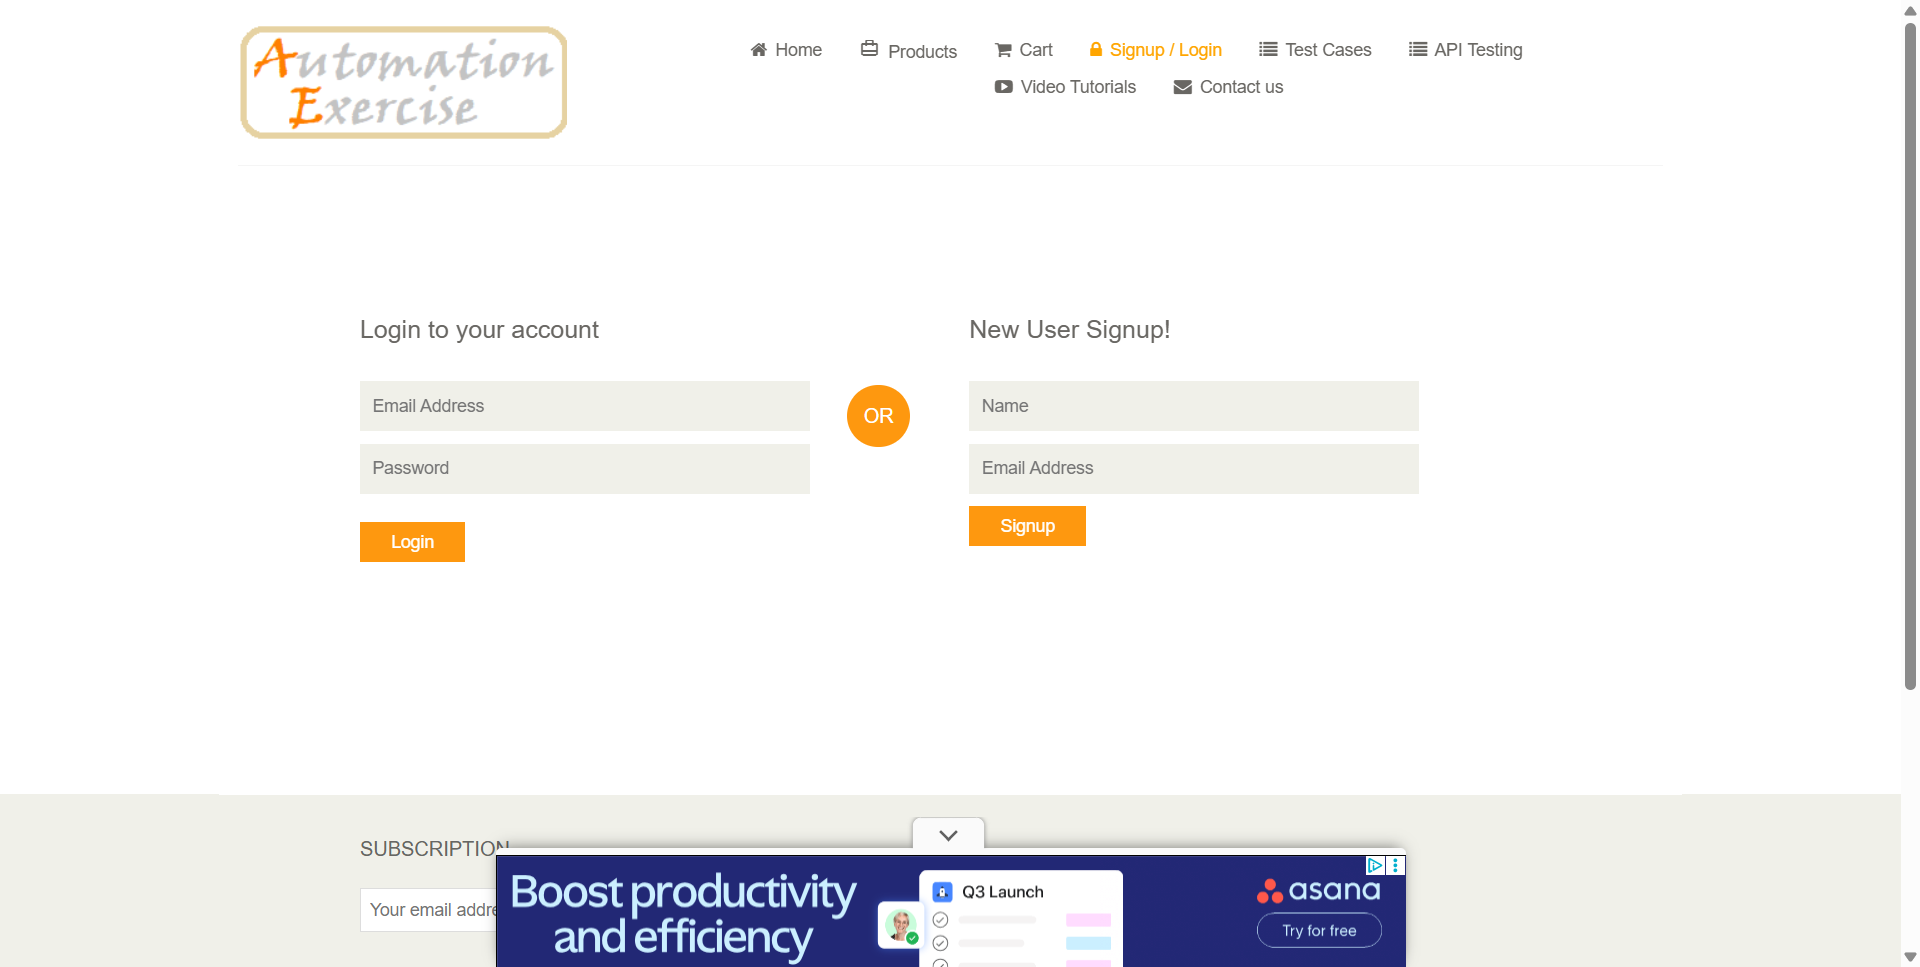 Automation
Exercise
Home
Products
Cart
Signup / Login
Test Cases
API Testing
Video Tutorials
Contact us
Login to your account
Email Address
Password
Login
OR
New User Signup!
Name
Email Address
Signup
SUBSCRIPTION
Your email addre
Boost productivity
and efficiency
Q3 Launch
asana
Try for free